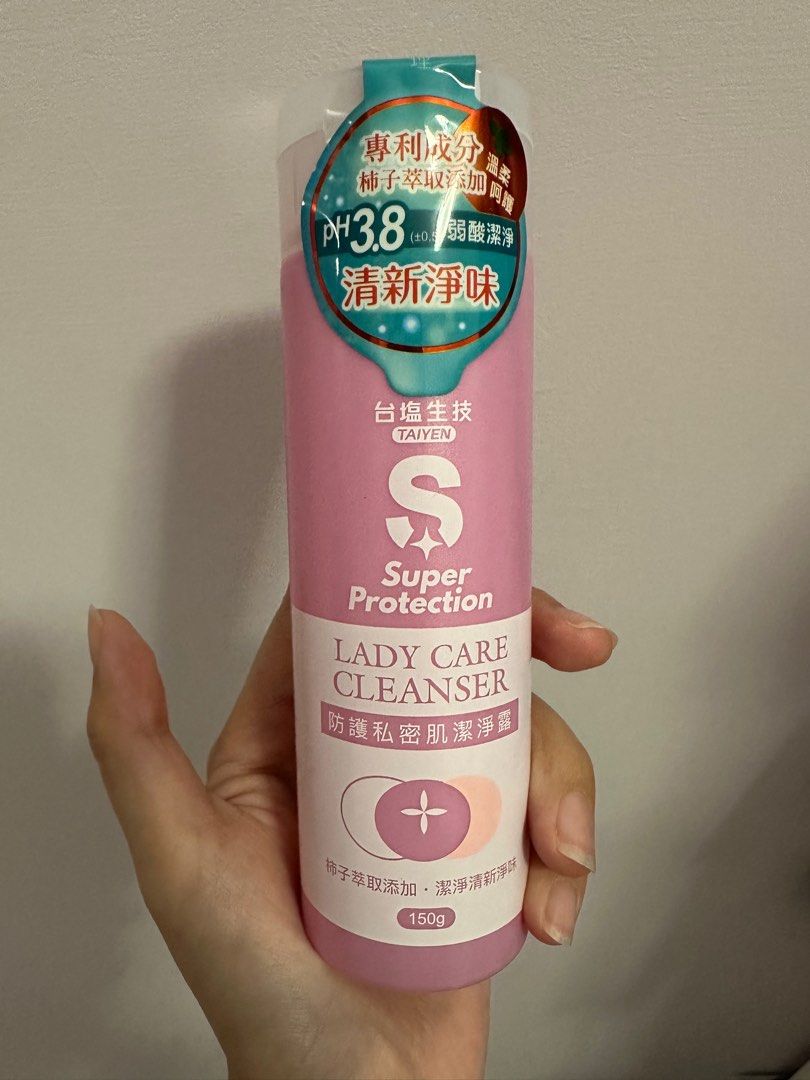 專利成分
柿子萃取添加
溫柔
呵護
pH3.8 弱酸潔淨
清新淨味
台塩生技
TAIYEN
S
Super
Protection
LADY CARE
CLEANSER
防護私密肌潔淨露
柿子萃取添加・潔淨清新淨味
150g